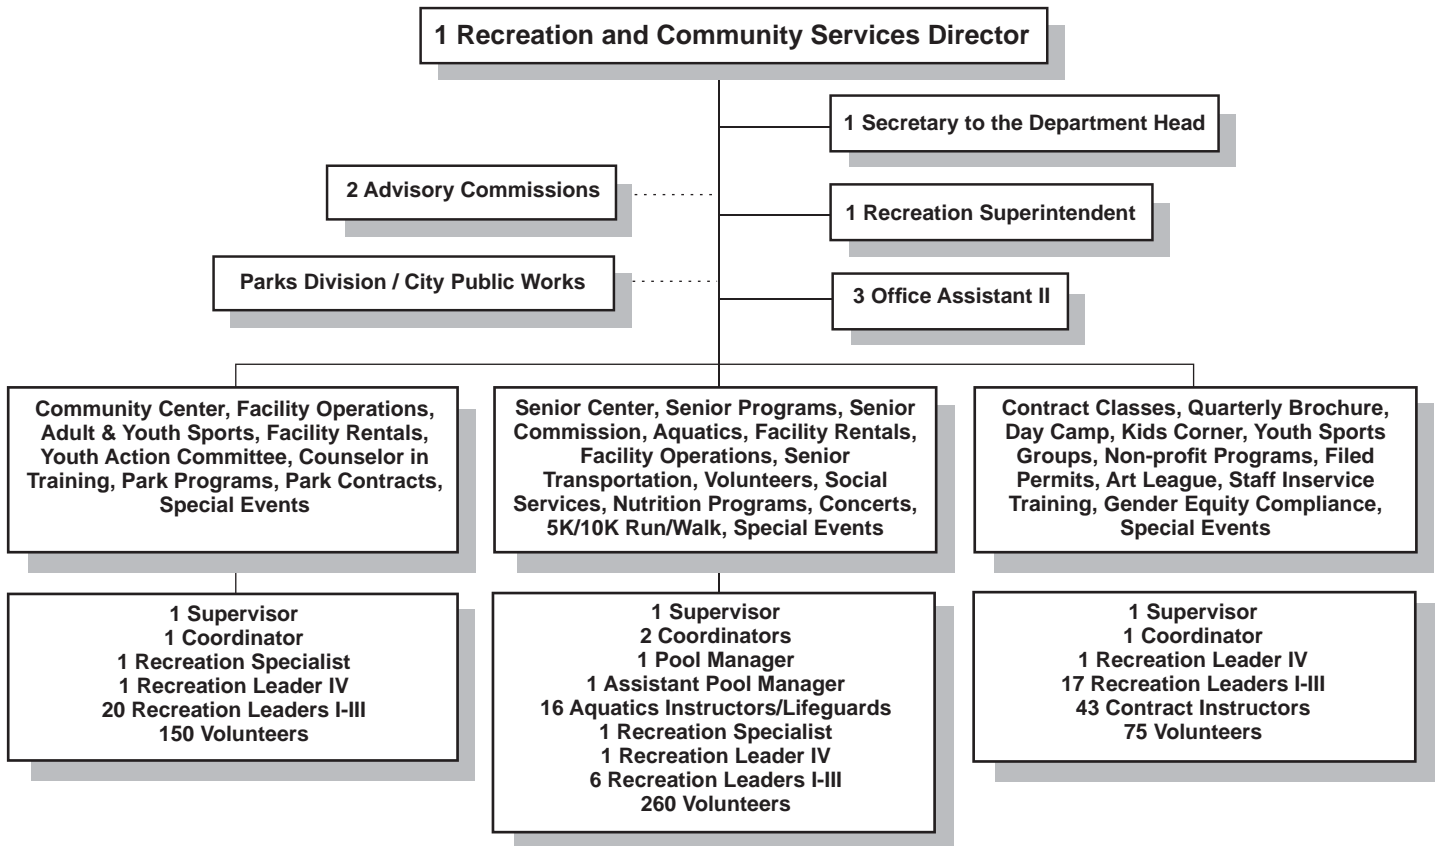 1 Recreation and Community Services Director
1 Secretary to the Department Head
2 Advisory Commissions
1 Recreation Superintendent
Parks Division / City Public Works
3 Office Assistant II
Community Center, Facility Operations,
Adult & Youth Sports, Facility Rentals,
Youth Action Committee, Counselor in
Training, Park Programs, Park Contracts,
Special Events
Senior Center, Senior Programs, Senior
Commission, Aquatics, Facility Rentals,
Facility Operations, Senior
Transportation, Volunteers, Social
Services, Nutrition Programs, Concerts,
5K/10K Run/Walk, Special Events
Contract Classes, Quarterly Brochure,
Day Camp, Kids Corner, Youth Sports
Groups, Non-profit Programs, Filed
Permits, Art League, Staff Inservice
Training, Gender Equity Compliance,
Special Events
1 Supervisor
1 Coordinator
1 Recreation Specialist
1 Recreation Leader IV
20 Recreation Leaders I-III
150 Volunteers
1 Supervisor
2 Coordinators
1 Pool Manager
1 Assistant Pool Manager
16 Aquatics Instructors/Lifeguards
1 Recreation Specialist
1 Recreation Leader IV
6 Recreation Leaders I-III
260 Volunteers
1 Supervisor
1 Coordinator
1 Recreation Leader IV
17 Recreation Leaders I-III
43 Contract Instructors
75 Volunteers